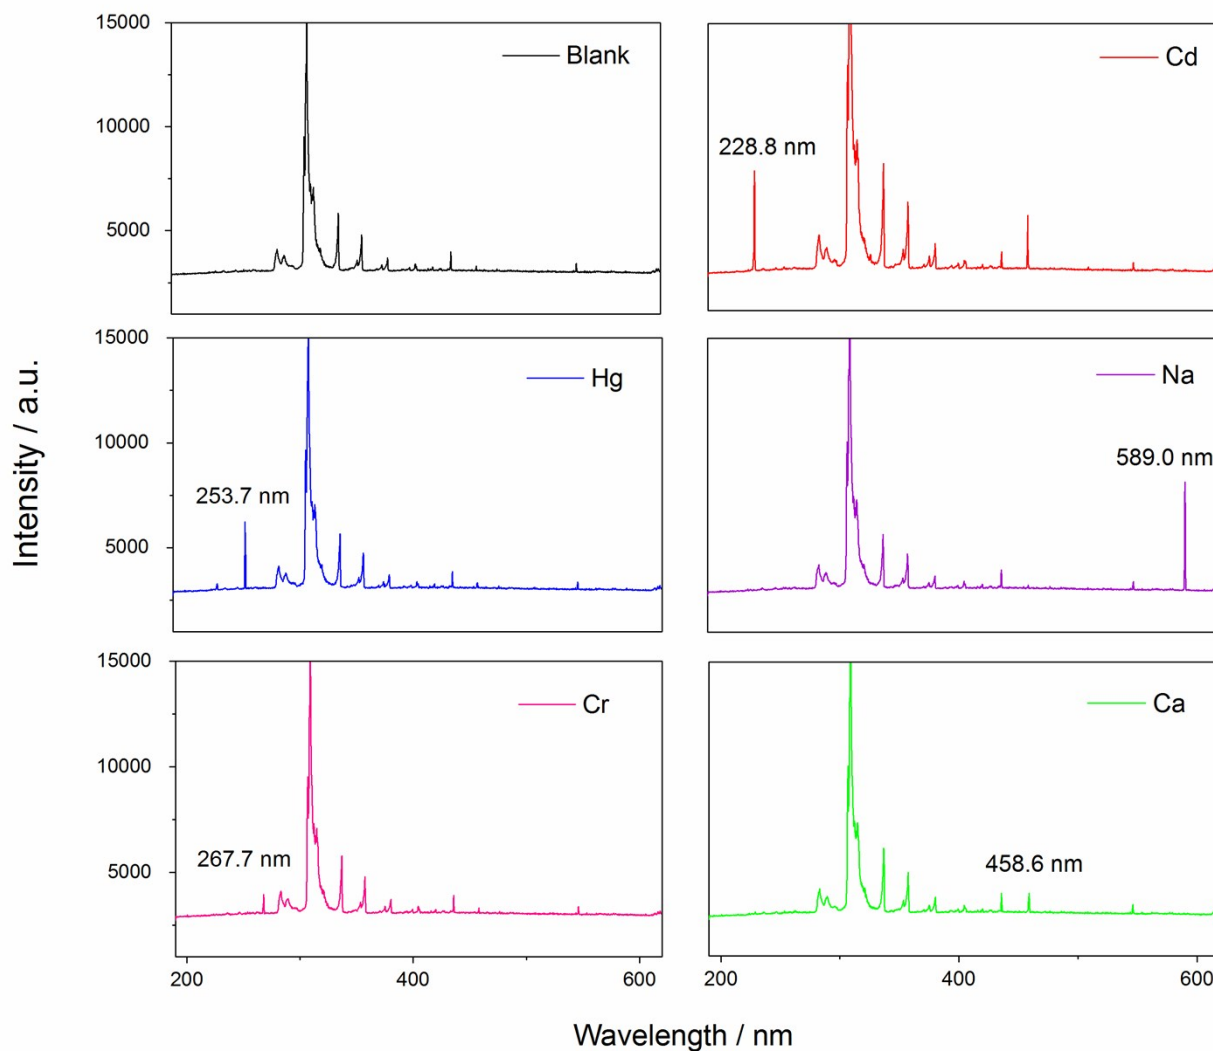 Intensity / a.u.
15000
10000
5000
Blank
Cd
228.8 nm
15000
10000
5000
Hg
253.7 nm
Na
589.0 nm
15000
10000
5000
Cr
267.7 nm
Ca
458.6 nm
200
400
600
200
400
600
Wavelength / nm